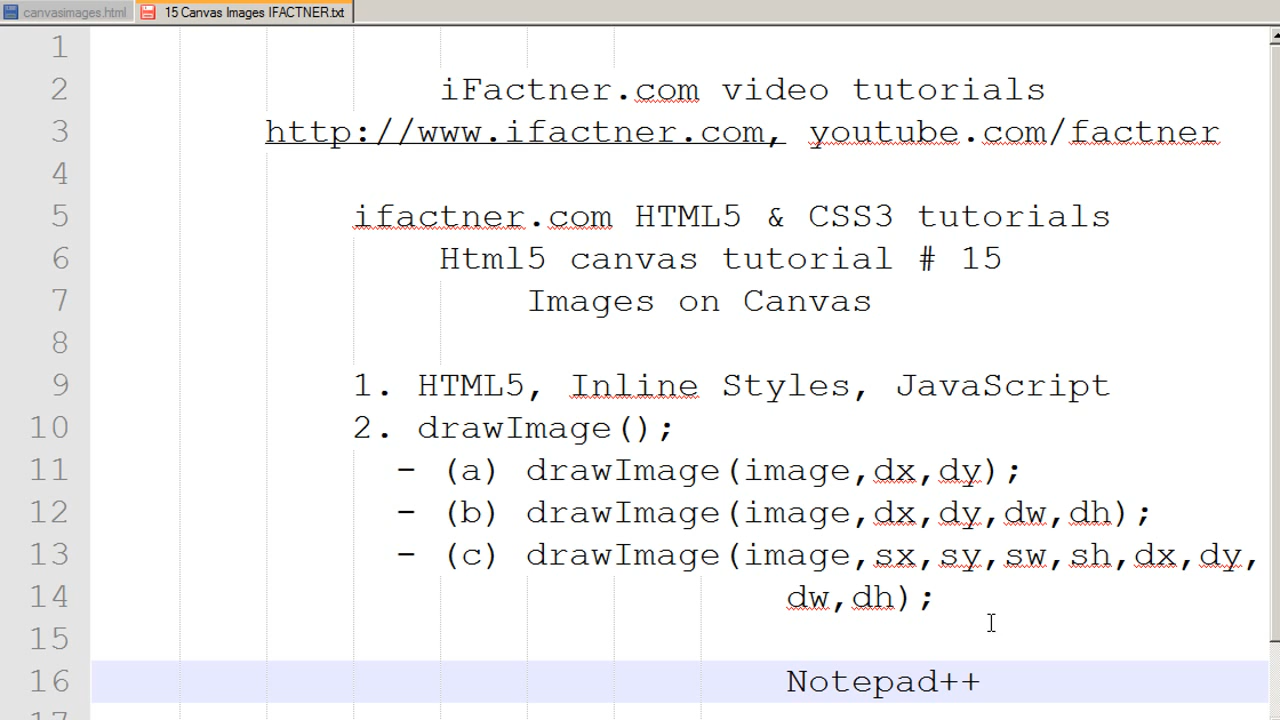 canvasimages.html 15 Canvas Images IFACTNER.txt
1
2 iFactner.com video tutorials
3 http://www.ifactner.com, youtube.com/factner
4
5 ifactner.com HTML5 & CSS3 tutorials
6 Html5 canvas tutorial # 15
7 Images on Canvas
8
9 1. HTML5, Inline Styles, JavaScript
10 2. drawImage();
11 - (a) drawImage(image,dx,dy);
12 - (b) drawImage(image,dx,dy,dw,dh);
13 - (c) drawImage(image,sx,sy,sw,sh,dx,dy,
14 dw,dh);
15
16 Notepad++
17